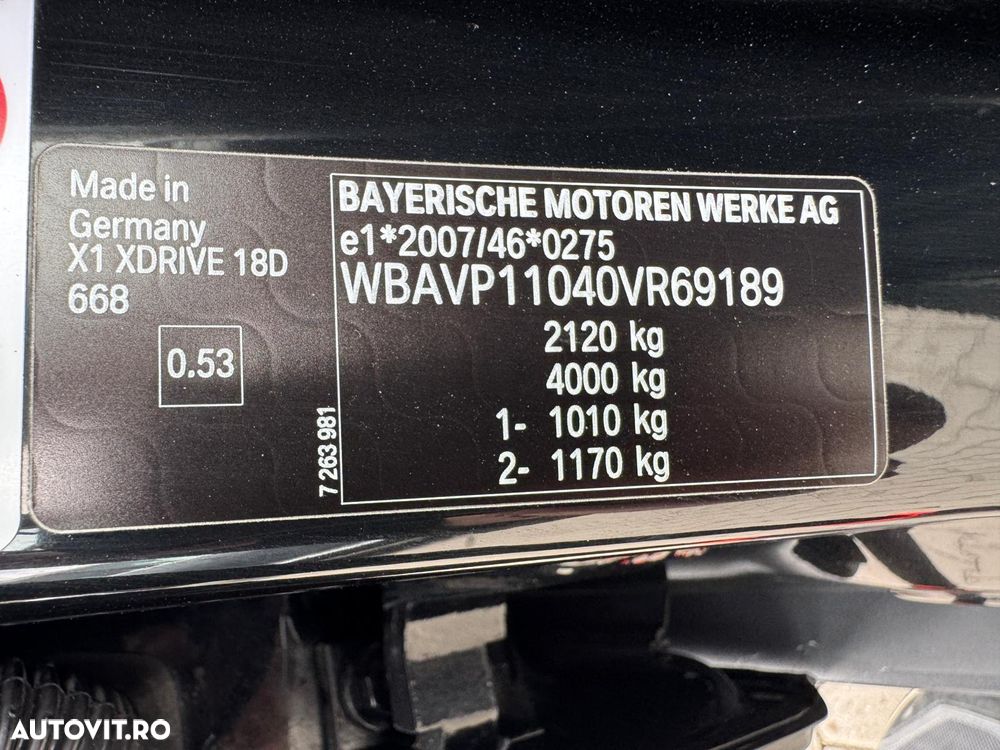 Made in
Germany
X1 XDRIVE 18D
668
0.53
7 263 981
BAYERISCHE MOTOREN WERKE AG
e1*2007/46*0275
WBAVP11040VR69189
2120 kg
4000 kg
1- 1010 kg
2- 1170 kg
AUTOVIT.RO